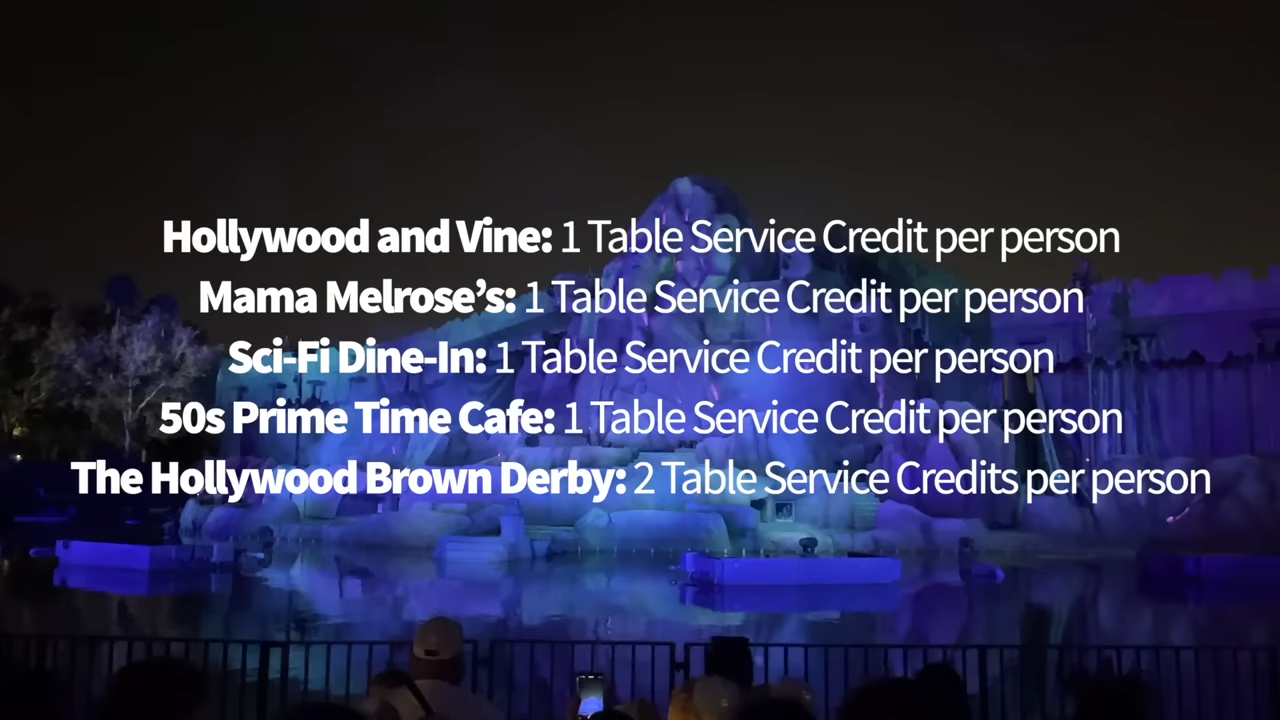 Hollywood and Vine: 1 Table Service Credit per person
Mama Melrose’s: 1 Table Service Credit per person
Sci-Fi Dine-In: 1 Table Service Credit per person
50s Prime Time Cafe: 1 Table Service Credit per person
The Hollywood Brown Derby: 2 Table Service Credits per person